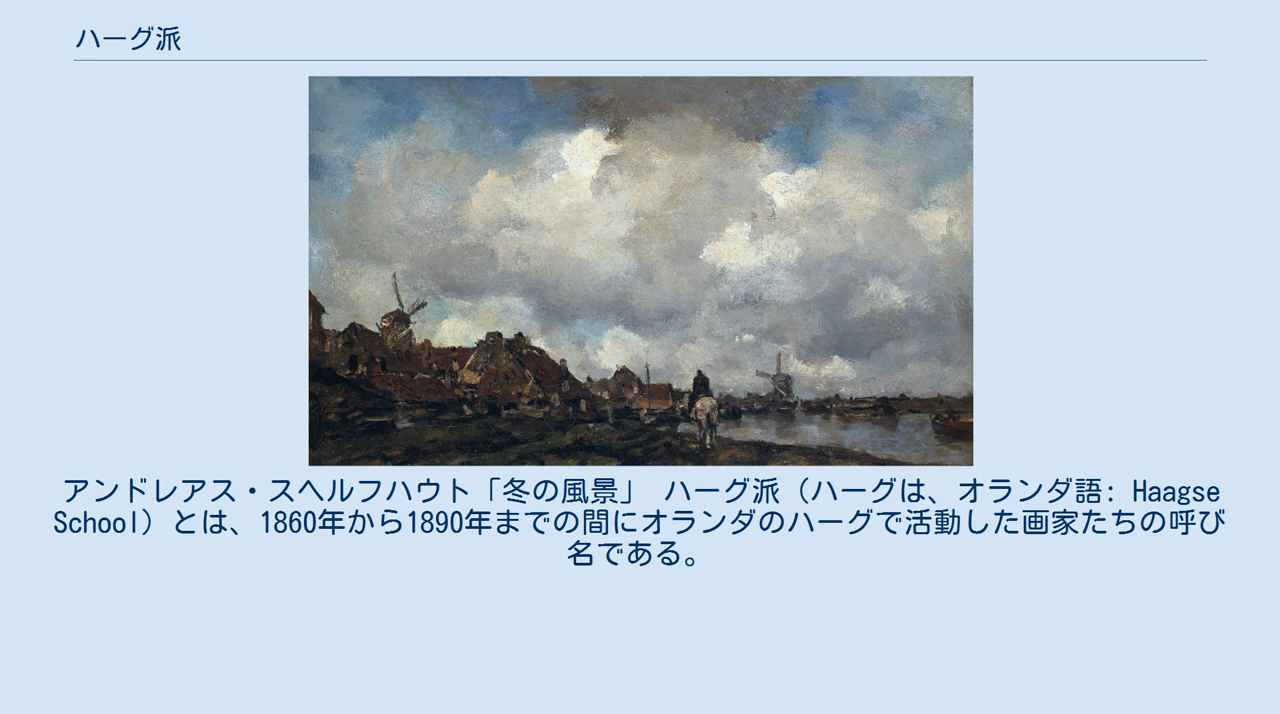 ハーグ派
アンドレアス・スヘルフハウト「冬の風景」 ハーグ派（ハーグは、オランダ語: Haagse
School）とは、1860年から1890年までの間にオランダのハーグで活動した画家たちの呼び
名である。